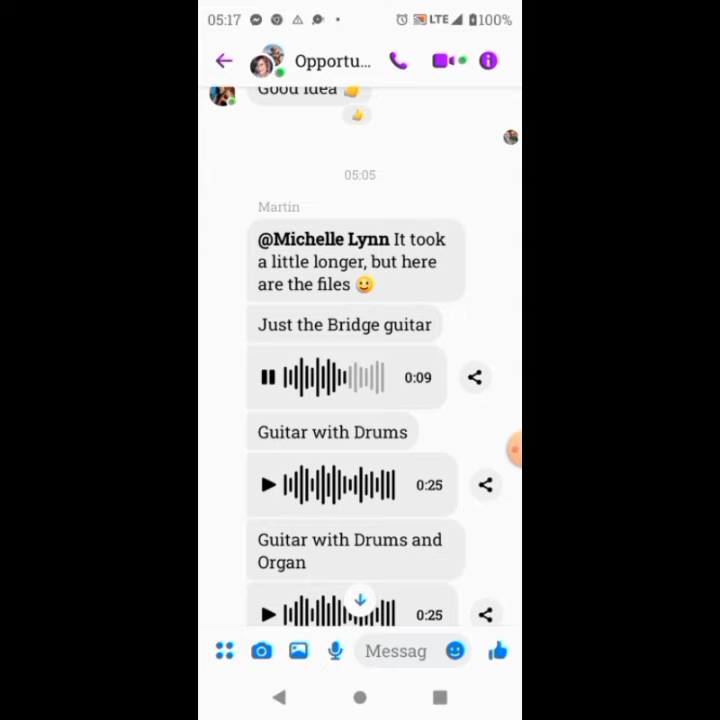 05:17
LTE
100%
Opportu...
Good idea 👍
05:05
Martin
@Michelle Lynn It took
a little longer, but here
are the files 😀
Just the Bridge guitar
0:09
Guitar with Drums
0:25
Guitar with Drums and
Organ
0:25
Messag